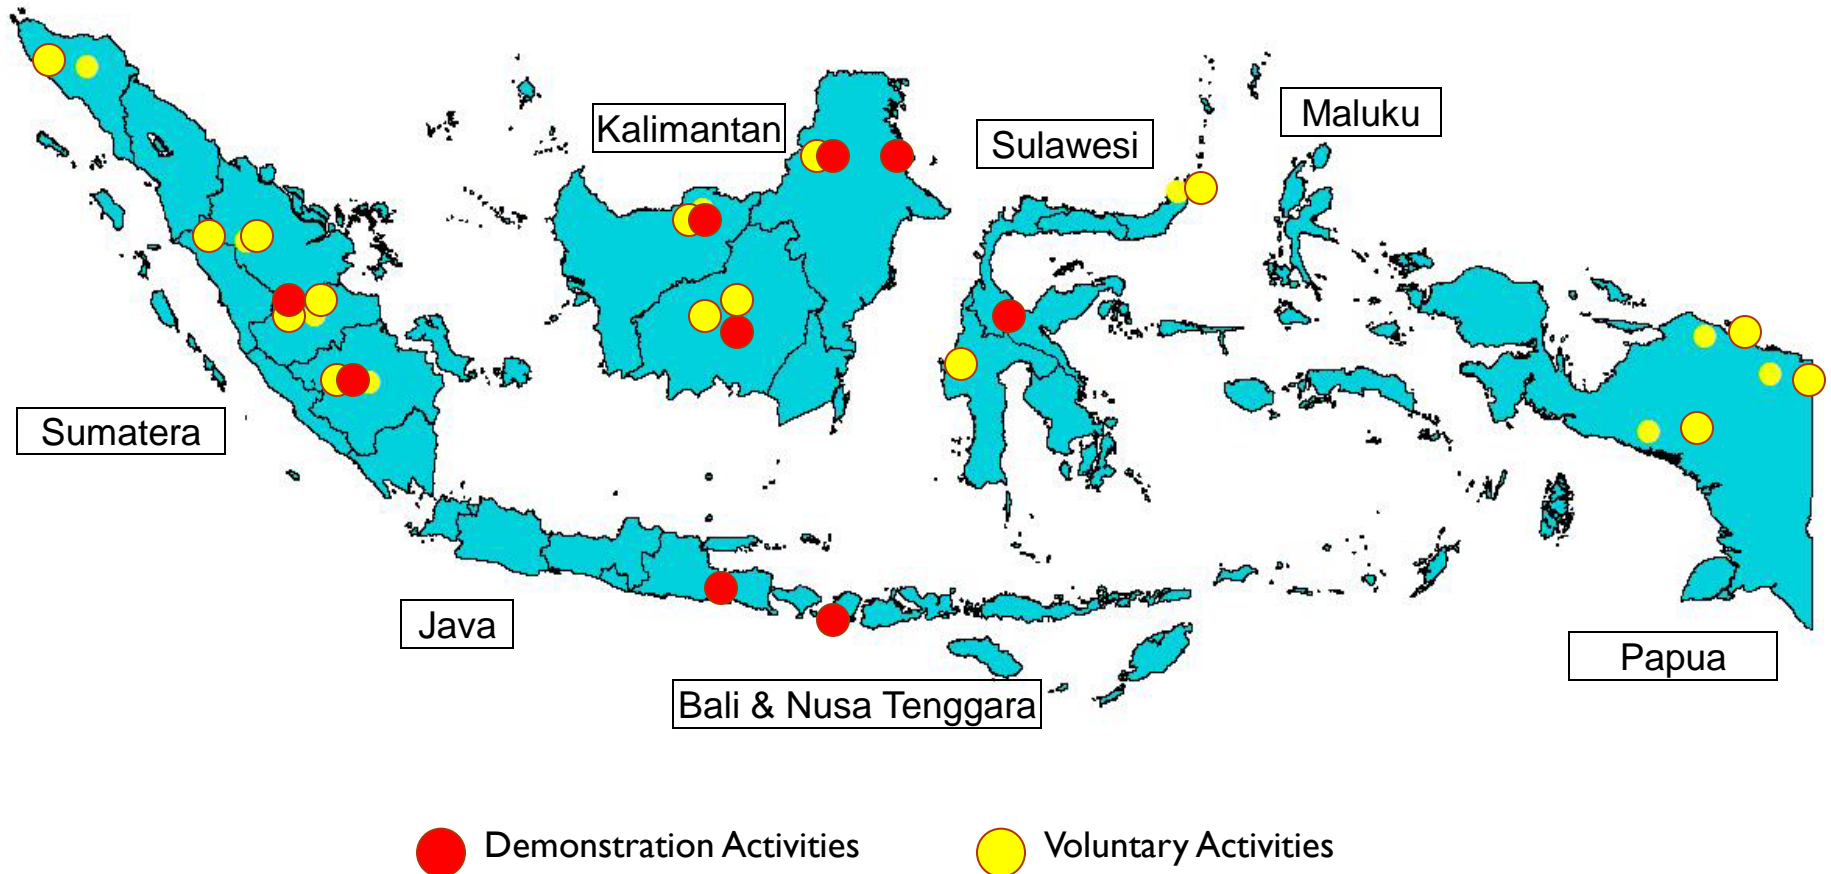 Kalimantan
Maluku
Sulawesi
Sumatera
Java
Papua
Bali & Nusa Tenggara
Demonstration Activities
Voluntary Activities